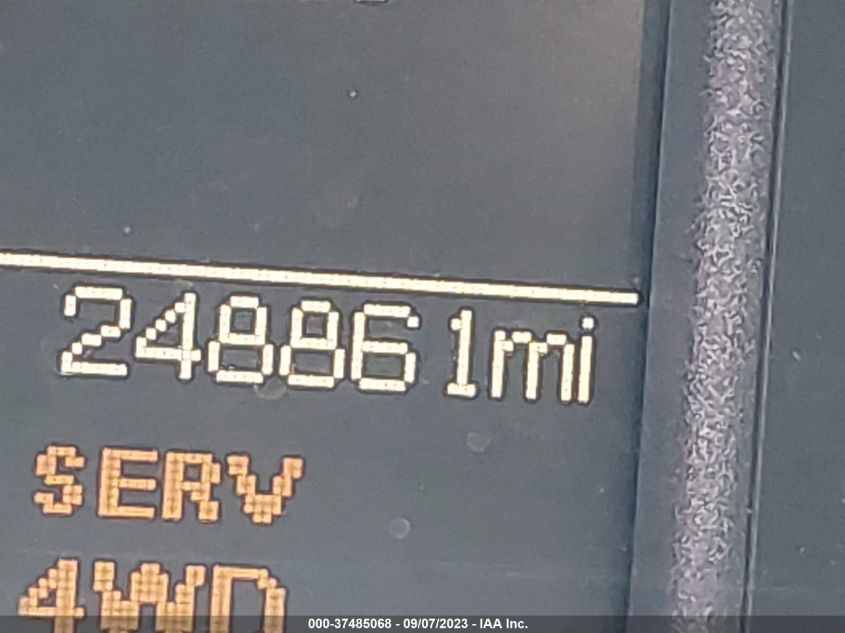 248861mi
SERV
4WD
000-37485068 - 09/07/2023 - IAA Inc.